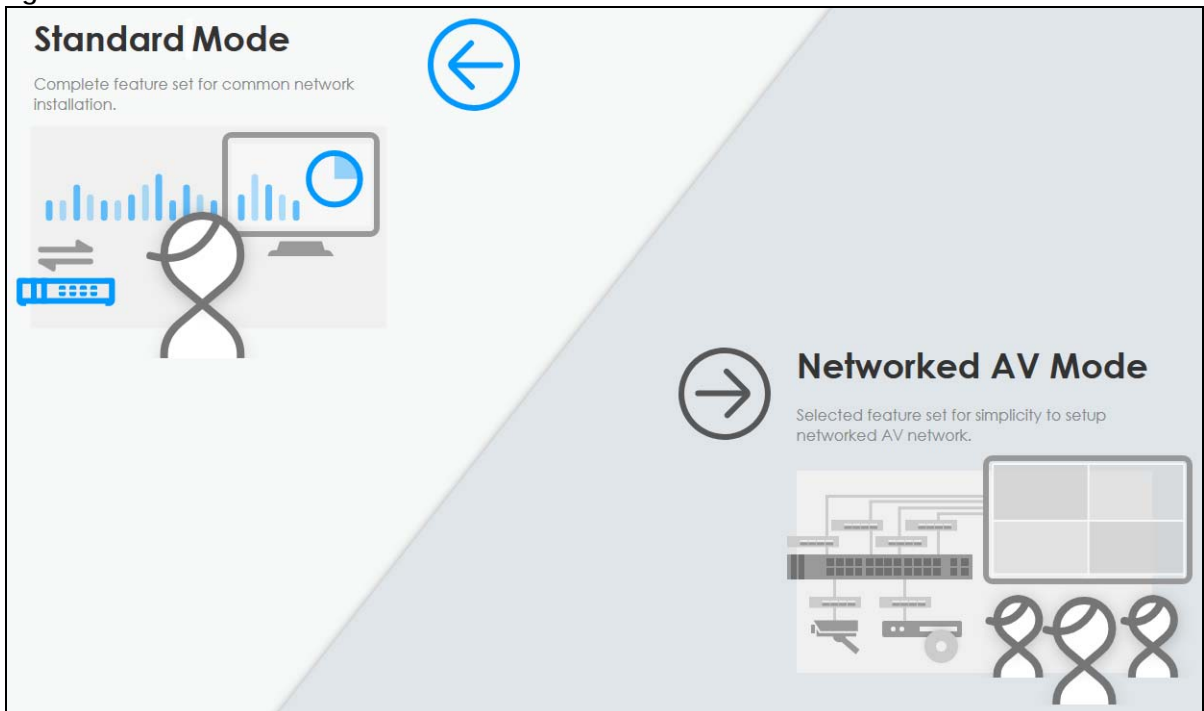 Standard Mode
Complete feature set for common network
installation.
Networked AV Mode
Selected feature set for simplicity to setup
networked AV network.